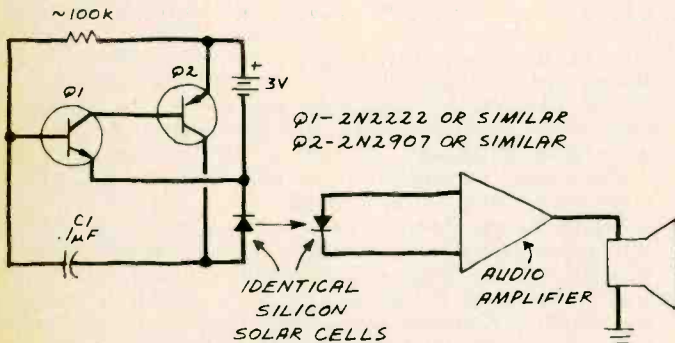 ~100k
Q1
Q2
+
3V
Q1-2N2222 OR SIMILAR
Q2-2N2907 OR SIMILAR
C1
.1µF
IDENTICAL
SILICON
SOLAR CELLS
AUDIO
AMPLIFIER